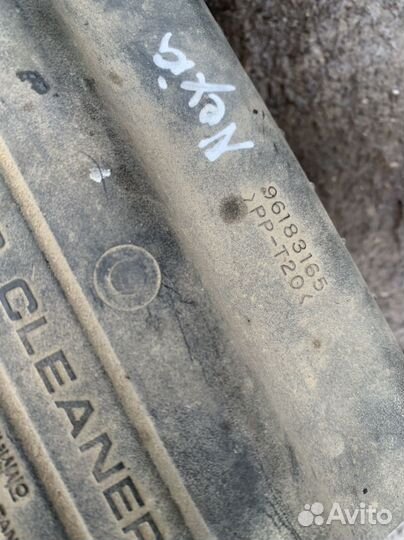 Nexia
96183165
>PP-T20<
CLEANER
Avito